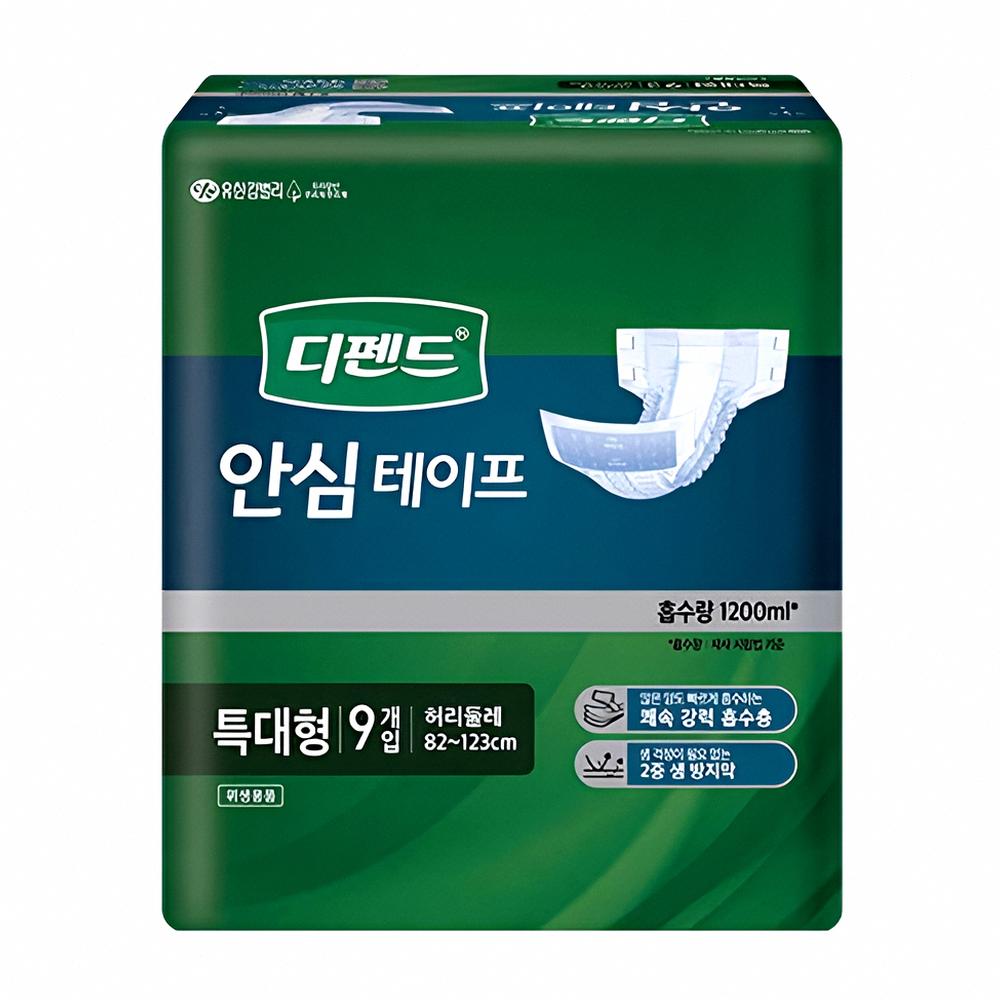 유한킴벌리
디펜드®
안심 테이프
흡수량 1200ml*
특대형 9개입 허리둘레 82~123cm
쾌속 강력 흡수층
2중 샘 방지막
위생용품